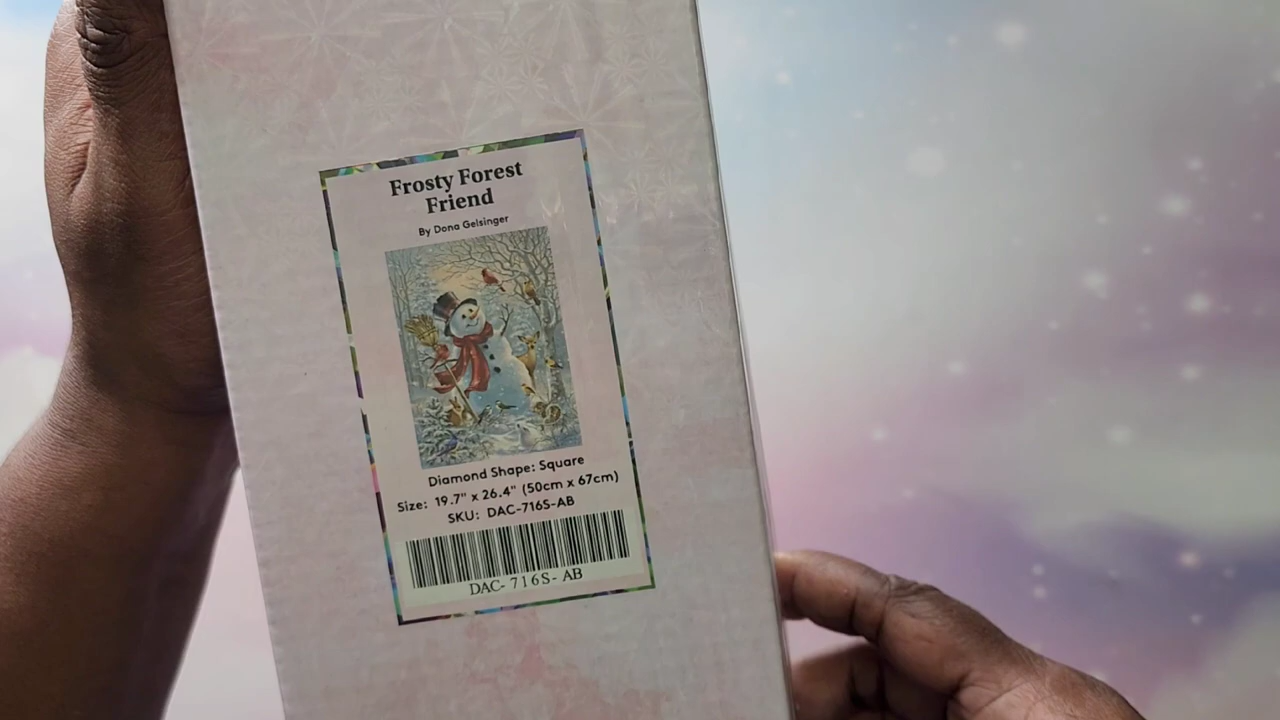 Frosty Forest
Friend
By Dona Gelsinger
Diamond Shape: Square
Size: 19.7" x 26.4" (50cm x 67cm)
SKU: DAC-716S-AB
DAC-716S-AB